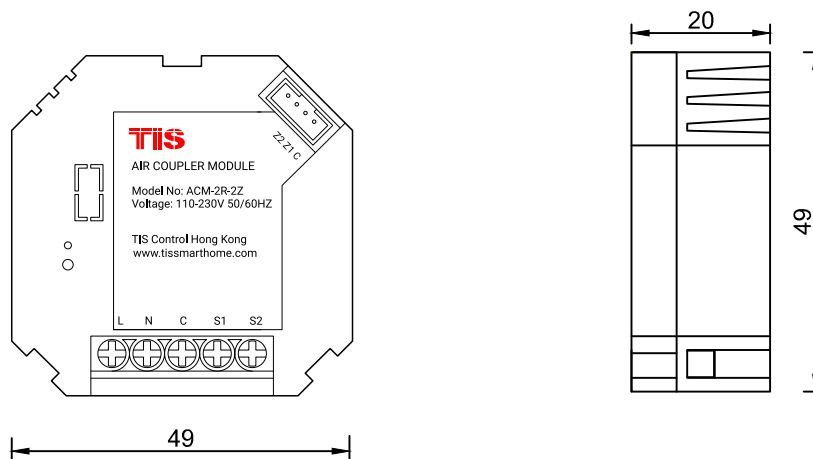 20
Z2 Z1 C
TIS
AIR COUPLER MODULE
Model No: ACM-2R-2Z
Voltage: 110-230V 50/60HZ
TIS Control Hong Kong
www.tissmarthome.com
49
L N C S1 S2
49